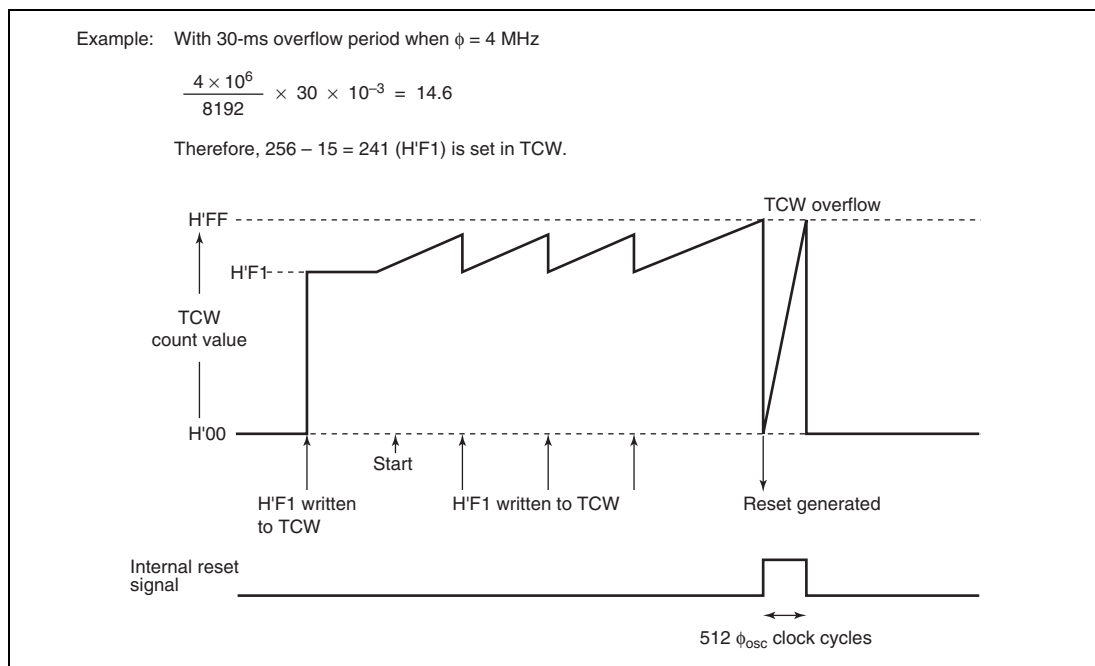 Example: With 30-ms overflow period when ϕ = 4 MHz
4 × 10⁶
8192
× 30 × 10⁻³ = 14.6
Therefore, 256 – 15 = 241 (H'F1) is set in TCW.
TCW overflow
H'FF
H'F1
TCW
count value
H'00
Start
H'F1 written
to TCW
H'F1 written to TCW
Reset generated
Internal reset
signal
512 ϕosc clock cycles